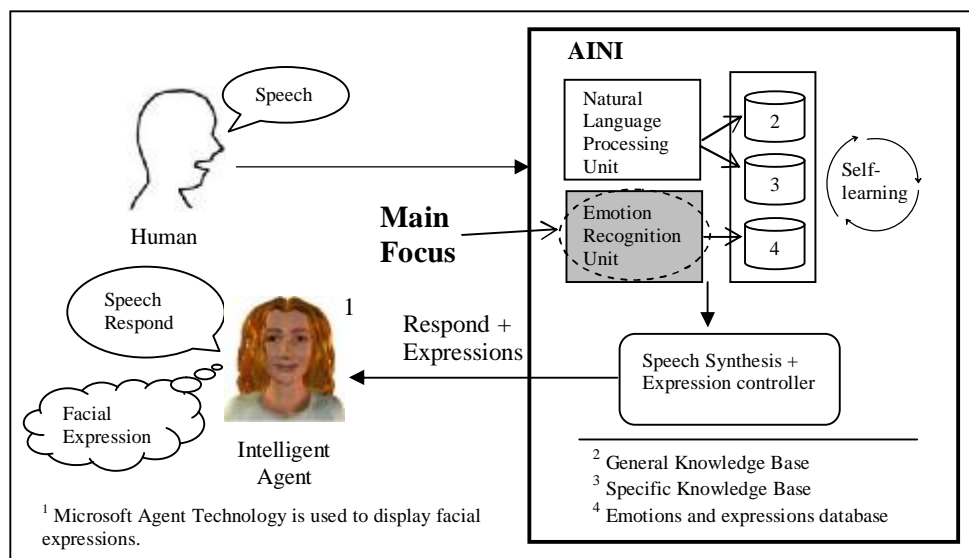 Speech
Human
Main
Focus
AINI
Natural
Language
Processing
Unit
2
3
Self-
learning
Emotion
Recognition
Unit
4
Speech
Respond
1
Respond +
Expressions
Facial
Expression
Intelligent
Agent
Speech Synthesis +
Expression controller
2 General Knowledge Base
3 Specific Knowledge Base
4 Emotions and expressions database
1 Microsoft Agent Technology is used to display facial
expressions.